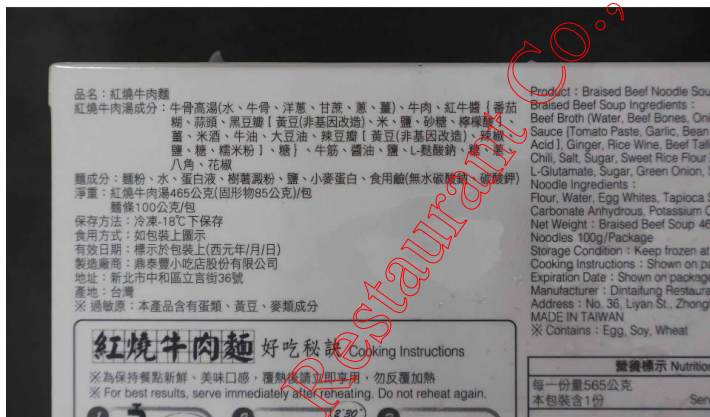 品名：紅燒牛肉麵
紅燒牛肉湯成分：牛骨高湯(水、牛骨、洋蔥、甘蔗、蔥、薑)、牛肉、紅牛醬 [ 番茄
糊、蒜頭、黑豆瓣 [ 黃豆(非基因改造)、米、鹽、砂糖、檸檬酸 ]、
薑、米酒、牛油、大豆油、辣豆瓣 [ 黃豆(非基因改造)、辣椒、
鹽、糖、糯米粉 ]、糖}、牛筋、醬油、鹽、L-麩酸鈉、糖、蔥、
八角、花椒
麵成分：麵粉、水、蛋白液、樹薯澱粉、鹽、小麥蛋白、食用鹼(無水碳酸鈉、碳酸鉀)
淨重：紅燒牛肉湯465公克(固形物85公克)/包
麵條100公克/包
保存方法：冷凍-18℃下保存
食用方式：如包裝上圖示
有效日期：標示於包裝上(西元年/月/日)
製造廠商：鼎泰豐小吃店股份有限公司
地址：新北市中和區立言街36號
產地：台灣
※ 過敏原：本產品含有蛋類、黃豆、麥類成分
Product：Braised Beef Noodle Sou
Braised Beef Soup Ingredients：
Beef Broth (Water, Beef Bones, Oni
Sauce {Tomato Paste, Garlic, Bean
Acid ], Ginger, Rice Wine, Beef Tall
Chili, Salt, Sugar, Sweet Rice Flour
L-Glutamate, Sugar, Green Onion,
Noodle Ingredients：
Flour, Water, Egg Whites, Tapioca S
Carbonate Anhydrous, Potassium C
Net Weight：Braised Beef Soup 46
Noodles 100g/Package
Storage Condition：Keep frozen at
Cooking Instructions：Shown on pa
Expiration Date：Shown on package
Manufacturer：Dintaifung Restaura
Address：No. 36, Liyan St., Zhong
MADE IN TAIWAN
※ Contains：Egg, Soy, Wheat
紅燒牛肉麵 好吃秘訣 Cooking Instructions
※為保持餐點新鮮、美味口感，覆熱後請立即享用，勿反覆加熱
※ For best results, serve immediately after reheating. Do not reheat again.
2'30"
營養標示 Nutrition
每一份量565公克
本包裝含1份 Serv
Restaurant Co.,